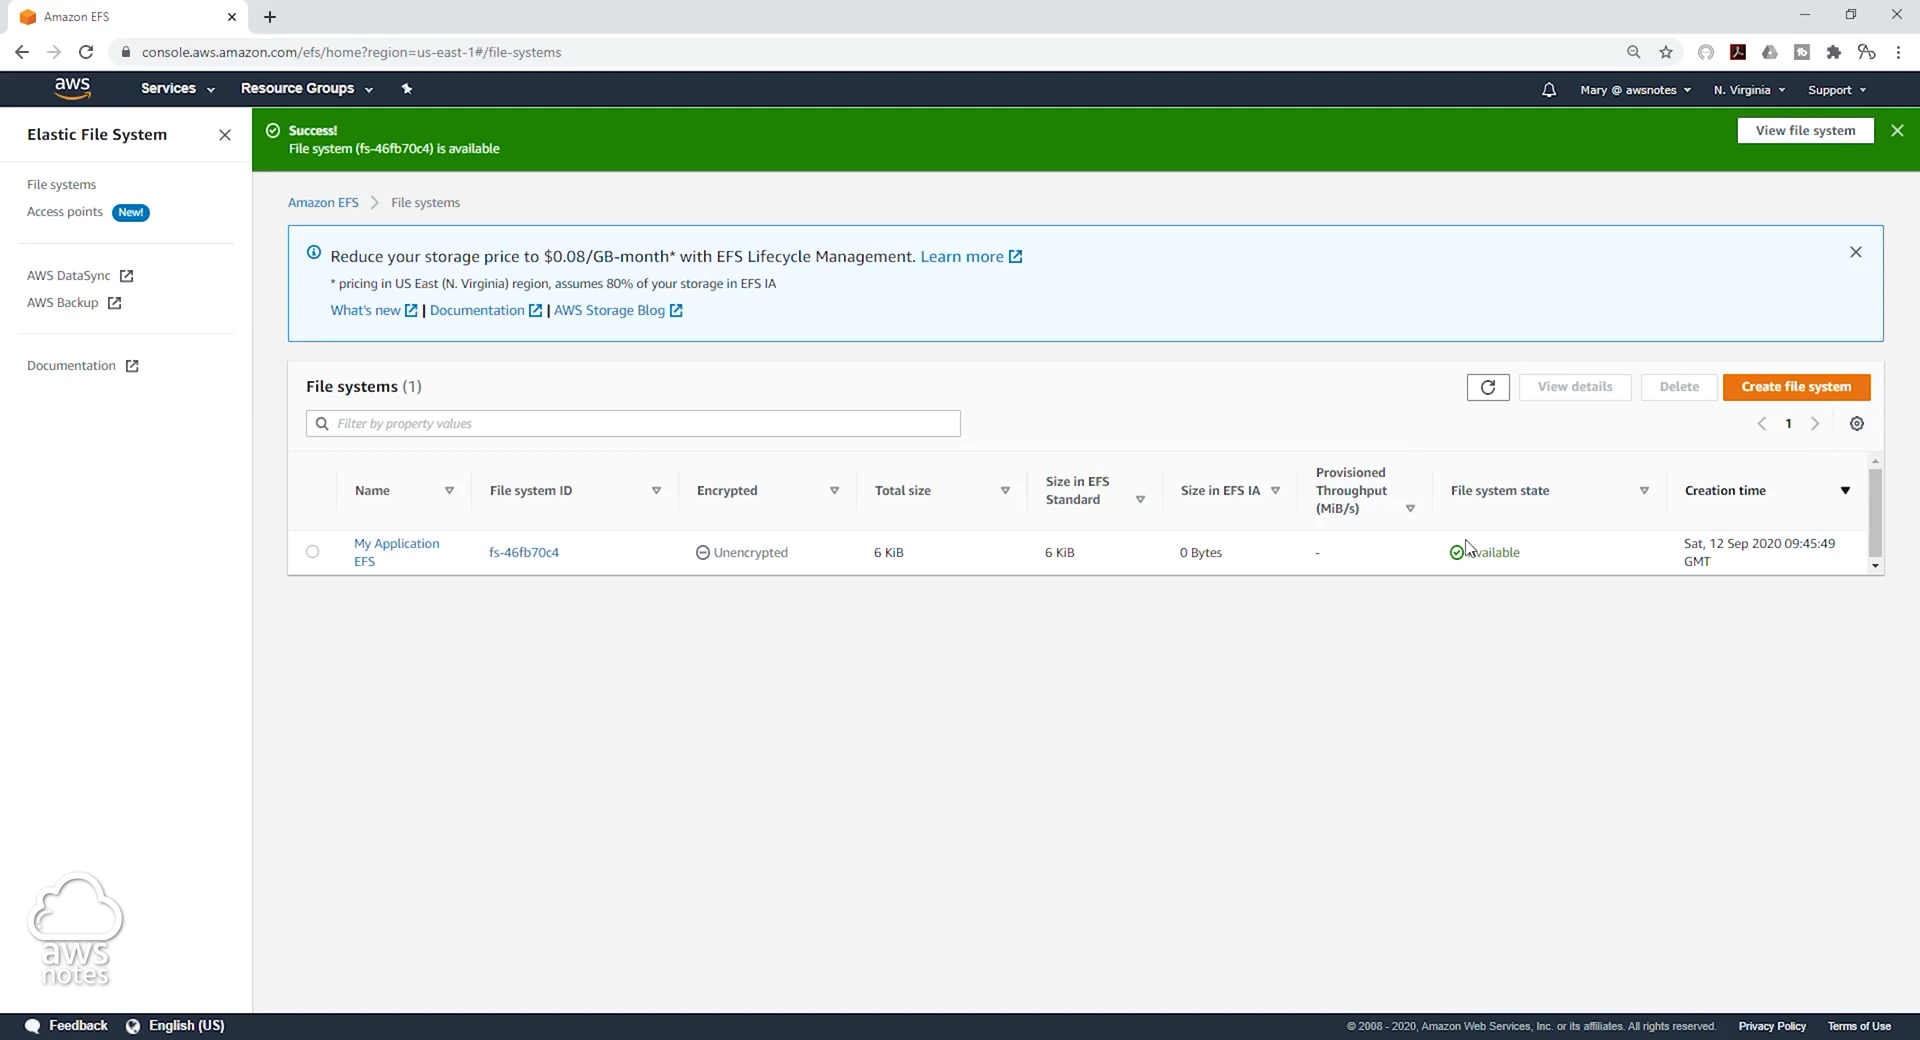 Amazon EFS
console.aws.amazon.com/efs/home?region=us-east-1#/file-systems
aws
Services
Resource Groups
Mary @ awsnotes
N. Virginia
Support
Elastic File System
File systems
Access points New!
AWS DataSync
AWS Backup
Documentation
Success!
File system (fs-46fb70c4) is available
View file system
Amazon EFS > File systems
Reduce your storage price to $0.08/GB-month* with EFS Lifecycle Management. Learn more
* pricing in US East (N. Virginia) region, assumes 80% of your storage in EFS IA
What's new | Documentation | AWS Storage Blog
File systems (1)
View details
Delete
Create file system
Filter by property values
1
Name
File system ID
Encrypted
Total size
Size in EFS
Standard
Size in EFS IA
Provisioned
Throughput
(MiB/s)
File system state
Creation time
My Application
EFS
fs-46fb70c4
Unencrypted
6 KiB
6 KiB
0 Bytes
-
Available
Sat, 12 Sep 2020 09:45:49
GMT
aws
notes
Feedback
English (US)
© 2008 - 2020, Amazon Web Services, Inc. or its affiliates. All rights reserved.
Privacy Policy
Terms of Use